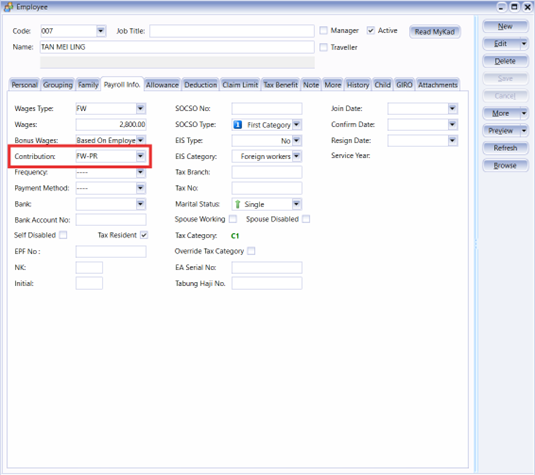 Employee
Code: 007 Job Title: Manager Active Read MyKad
Name: TAN MEI LING Traveller
Personal Grouping Family Payroll Info. Allowance Deduction Claim Limit Tax Benefit Note More History Child GIRO Attachments
Wages Type: FW SOCSO No: Join Date:
Wages: 2,800.00 SOCSO Type: 1 First Category Confirm Date:
Bonus Wages: Based On Employe EIS Type: No Resign Date:
Contribution: FW-PR EIS Category: Foreign workers Service Year:
Frequency: ---- Tax Branch:
Payment Method: ---- Tax No:
Bank: Marital Status: Single
Bank Account No: Spouse Working Spouse Disabled
Self Disabled Tax Resident Tax Category: C1
EPF No : Override Tax Category
NK: EA Serial No:
Initial: Tabung Haji No.
New
Edit
Delete
Save
Cancel
More
Preview
Refresh
Browse